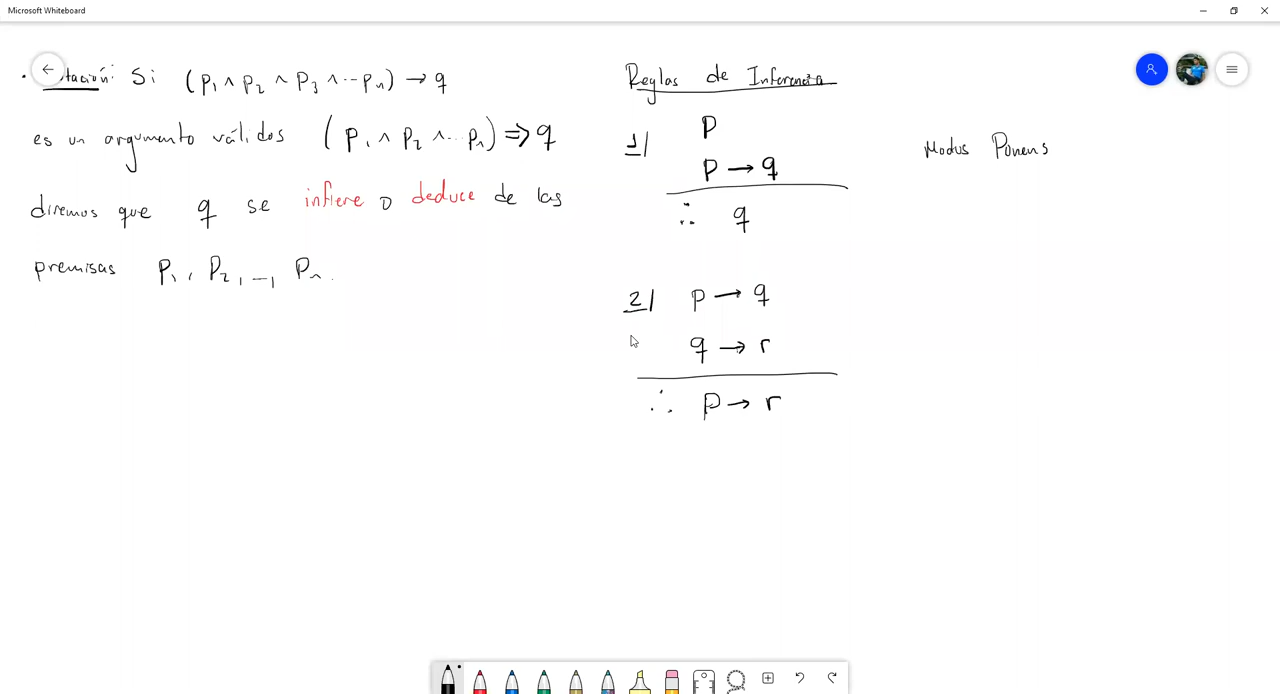 Microsoft Whiteboard
tación: Si (p₁ ∧ p₂ ∧ p₃ ∧ ... pₙ) → q
es un argumento válidos (p₁ ∧ p₂ ∧ ... pₙ) ⇒ q
diremos que q se infiere o deduce de las
premisas p₁, p₂, ..., pₙ.
Reglas de Inferencia
1/ p
p → q
∴ q
Modus Ponens
2/ p → q
q → r
∴ p → r